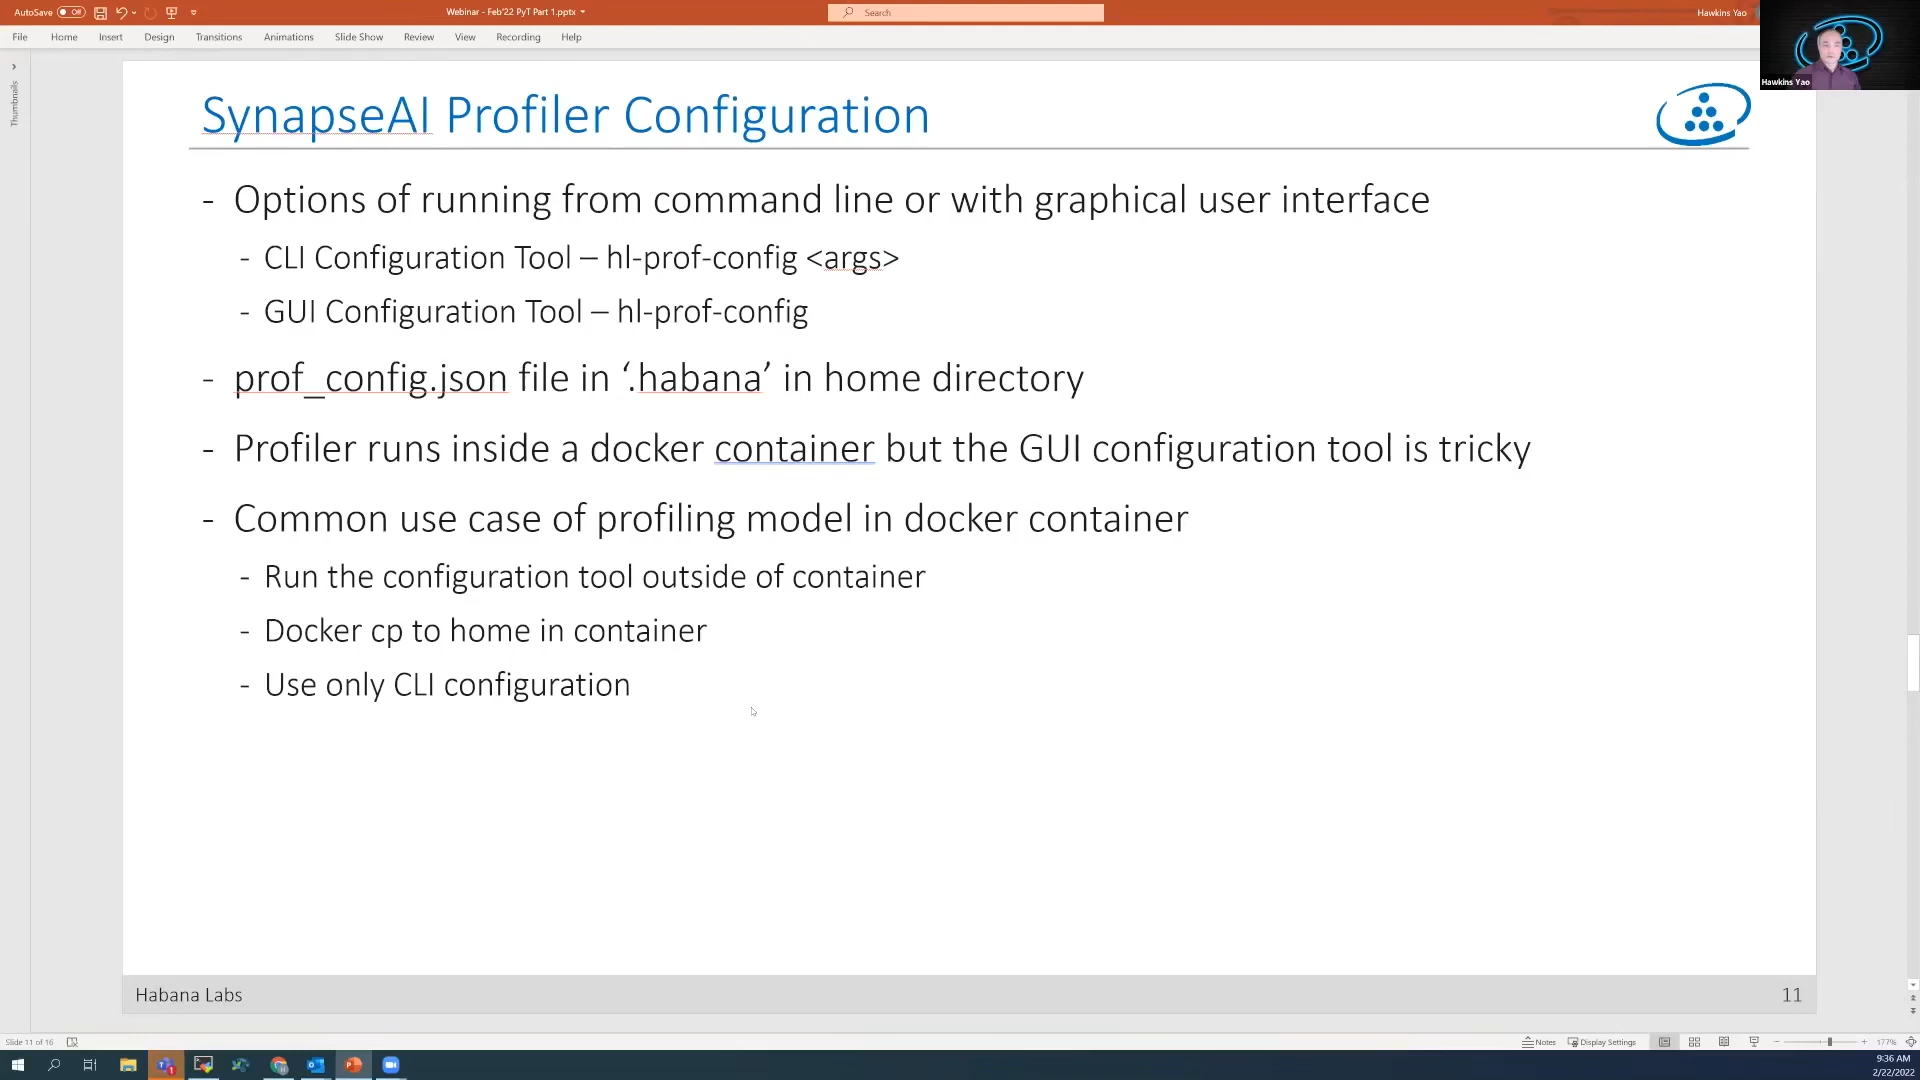 AutoSave Off
Webinar - Feb'22 PyT Part 1.pptx
Search
Hawkins Yao
File Home Insert Design Transitions Animations Slide Show Review View Recording Help
Hawkins Yao
Thumbnails
SynapseAI Profiler Configuration
- Options of running from command line or with graphical user interface
- CLI Configuration Tool – hl-prof-config <args>
- GUI Configuration Tool – hl-prof-config
- prof_config.json file in ‘.habana’ in home directory
- Profiler runs inside a docker container but the GUI configuration tool is tricky
- Common use case of profiling model in docker container
- Run the configuration tool outside of container
- Docker cp to home in container
- Use only CLI configuration
Habana Labs
11
Slide 11 of 16
Notes Display Settings 177%
9:36 AM
2/22/2022